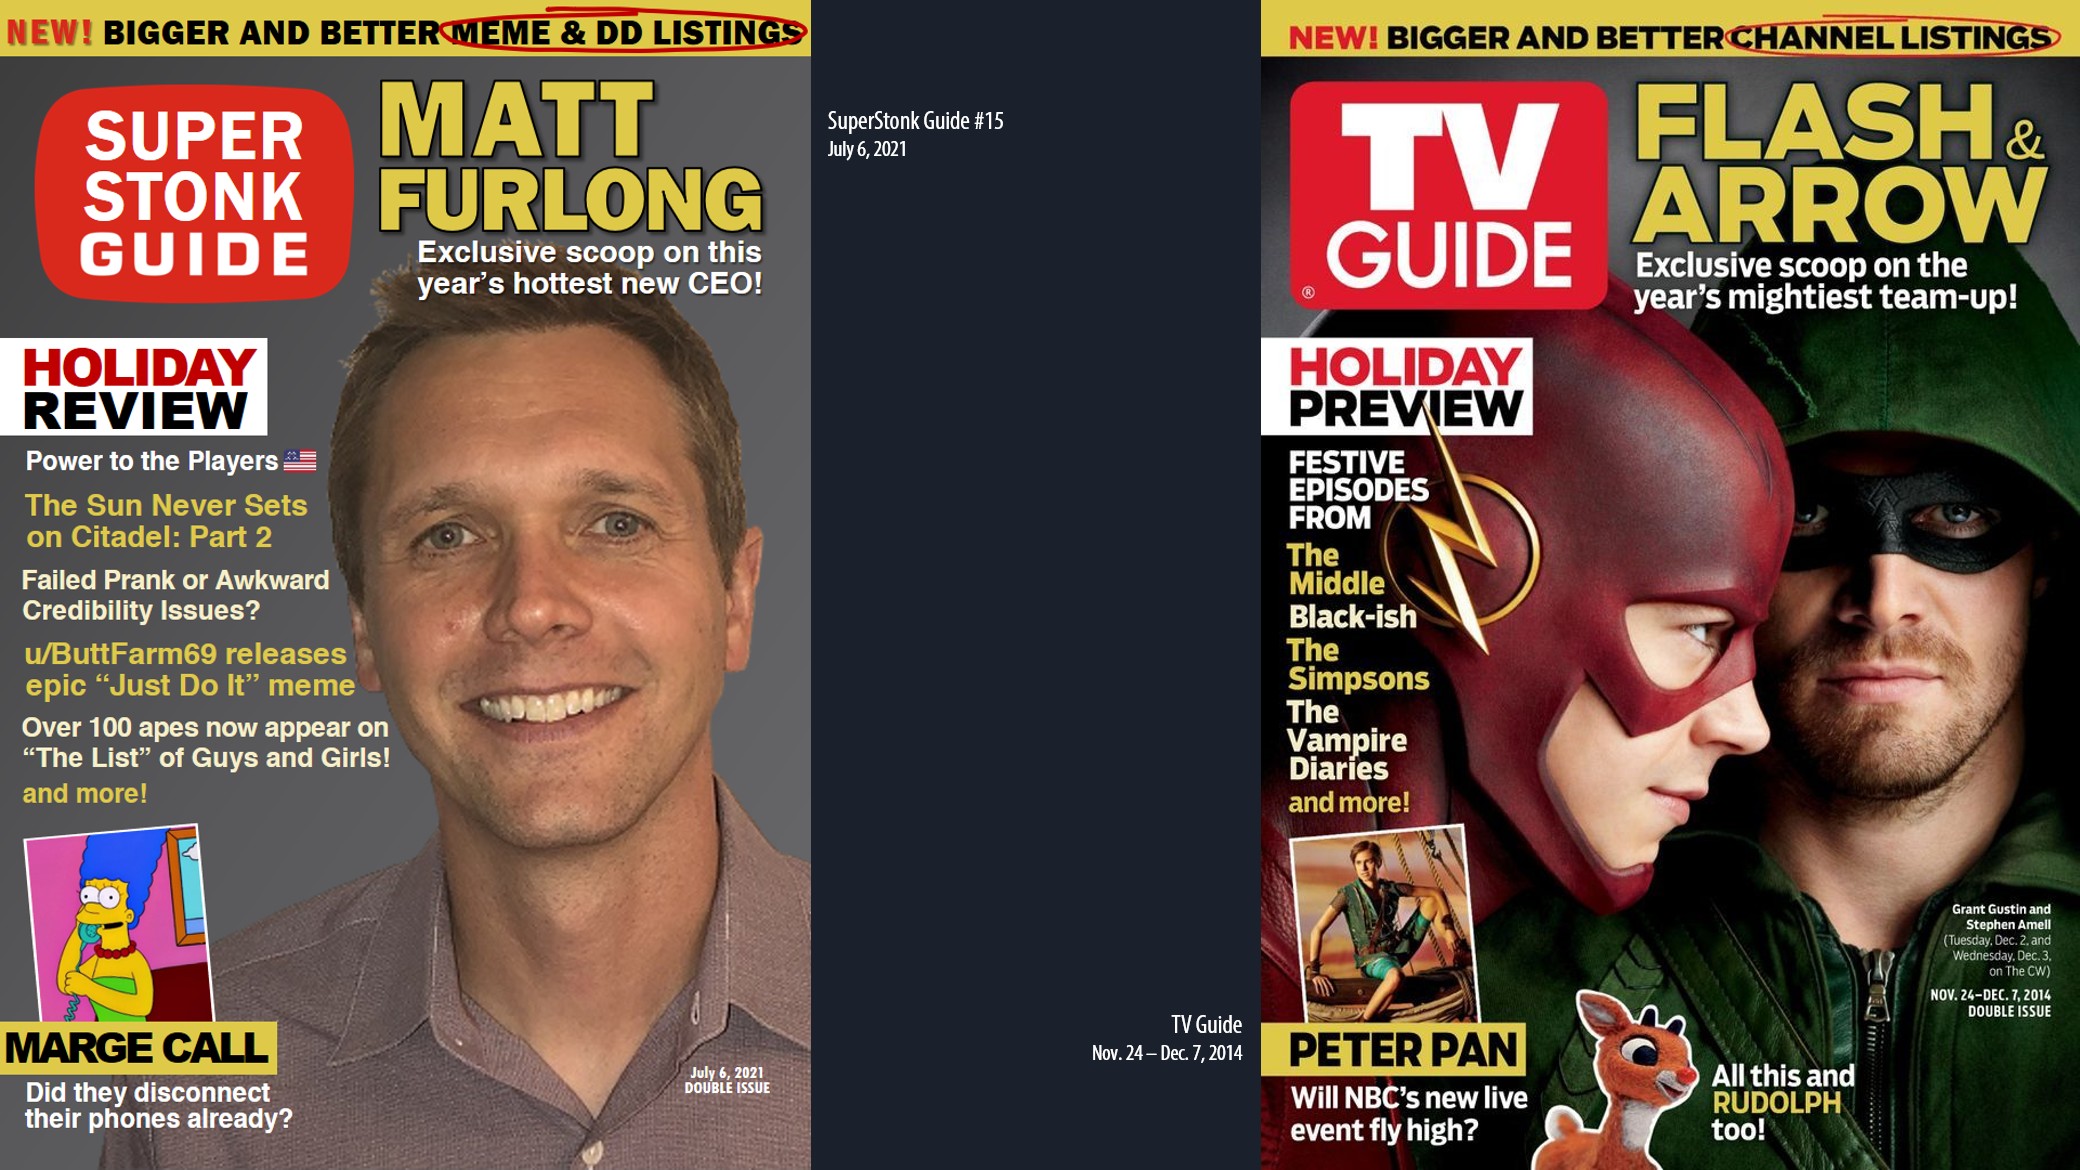 NEW! BIGGER AND BETTER MEME & DD LISTINGS
SUPER
STONK
GUIDE
MATT
FURLONG
Exclusive scoop on this
year's hottest new CEO!
HOLIDAY
REVIEW
Power to the Players
The Sun Never Sets
on Citadel: Part 2
Failed Prank or Awkward
Credibility Issues?
u/ButtFarm69 releases
epic “Just Do It” meme
Over 100 apes now appear on
“The List” of Guys and Girls!
and more!
MARGE CALL
Did they disconnect
their phones already?
July 6, 2021
DOUBLE ISSUE
SuperStonk Guide #15
July 6, 2021
TV Guide
Nov. 24 – Dec. 7, 2014
NEW! BIGGER AND BETTER CHANNEL LISTINGS
TV
GUIDE
®
FLASH &
ARROW
Exclusive scoop on the
year's mightiest team-up!
HOLIDAY
PREVIEW
FESTIVE
EPISODES
FROM
The
Middle
Black-ish
The
Simpsons
The
Vampire
Diaries
and more!
PETER PAN
Will NBC's new live
event fly high?
All this and
RUDOLPH
too!
Grant Gustin and
Stephen Amell
(Tuesday, Dec. 2, and
Wednesday, Dec. 3,
on The CW)
NOV. 24–DEC. 7, 2014
DOUBLE ISSUE